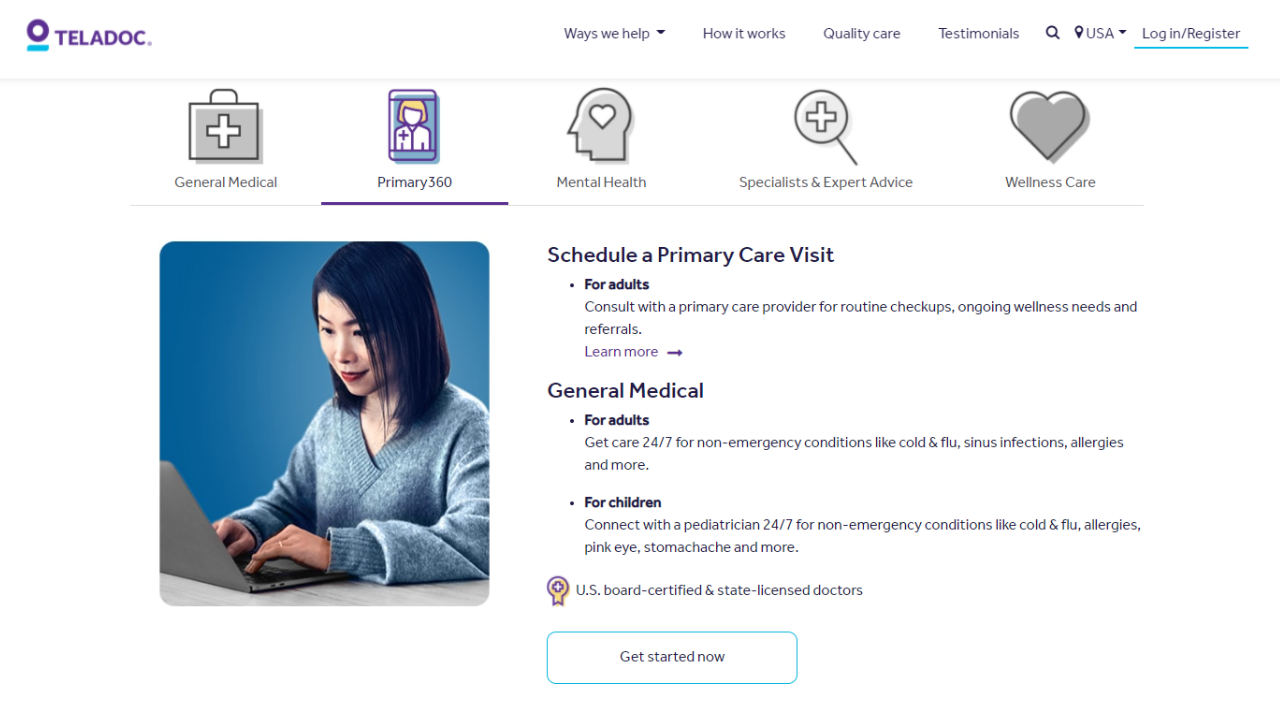 TELADOC®
Ways we help
How it works
Quality care
Testimonials
USA
Log in/Register
General Medical
Primary360
Mental Health
Specialists & Expert Advice
Wellness Care
Schedule a Primary Care Visit
• For adults
Consult with a primary care provider for routine checkups, ongoing wellness needs and
referrals.
Learn more
General Medical
• For adults
Get care 24/7 for non-emergency conditions like cold & flu, sinus infections, allergies
and more.
• For children
Connect with a pediatrician 24/7 for non-emergency conditions like cold & flu, allergies,
pink eye, stomachache and more.
U.S. board-certified & state-licensed doctors
Get started now